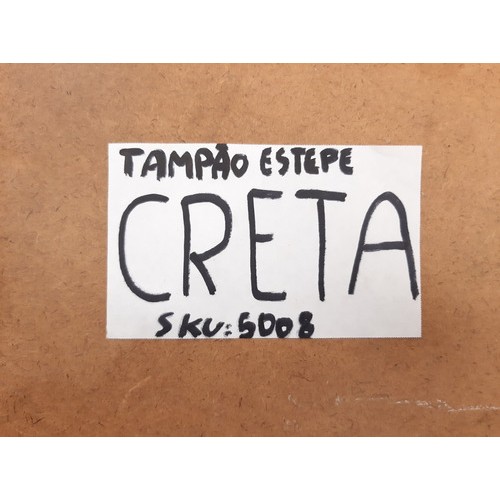 TAMPÃO ESTEPE
CRETA
SKU: 5008